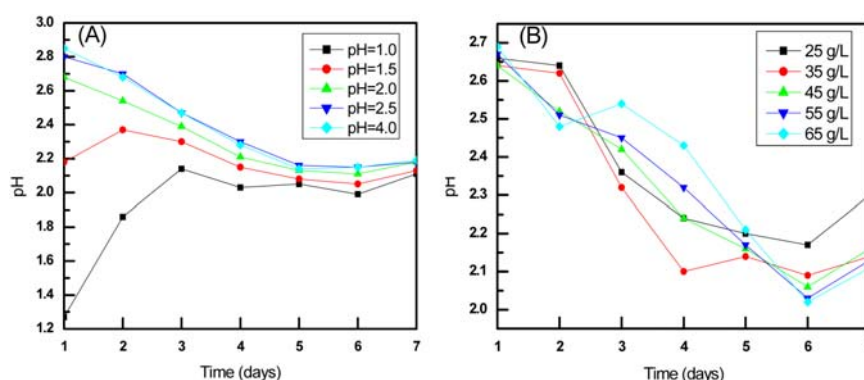 (A)
pH=1.0
pH=1.5
pH=2.0
pH=2.5
pH=4.0
3.0
2.8
2.6
2.4
2.2
2.0
1.8
1.6
1.4
1.2
pH
1 2 3 4 5 6 7
Time (days)
(B)
25 g/L
35 g/L
45 g/L
55 g/L
65 g/L
2.7
2.6
2.5
2.4
2.3
2.2
2.1
2.0
pH
1 2 3 4 5 6
Time (days)